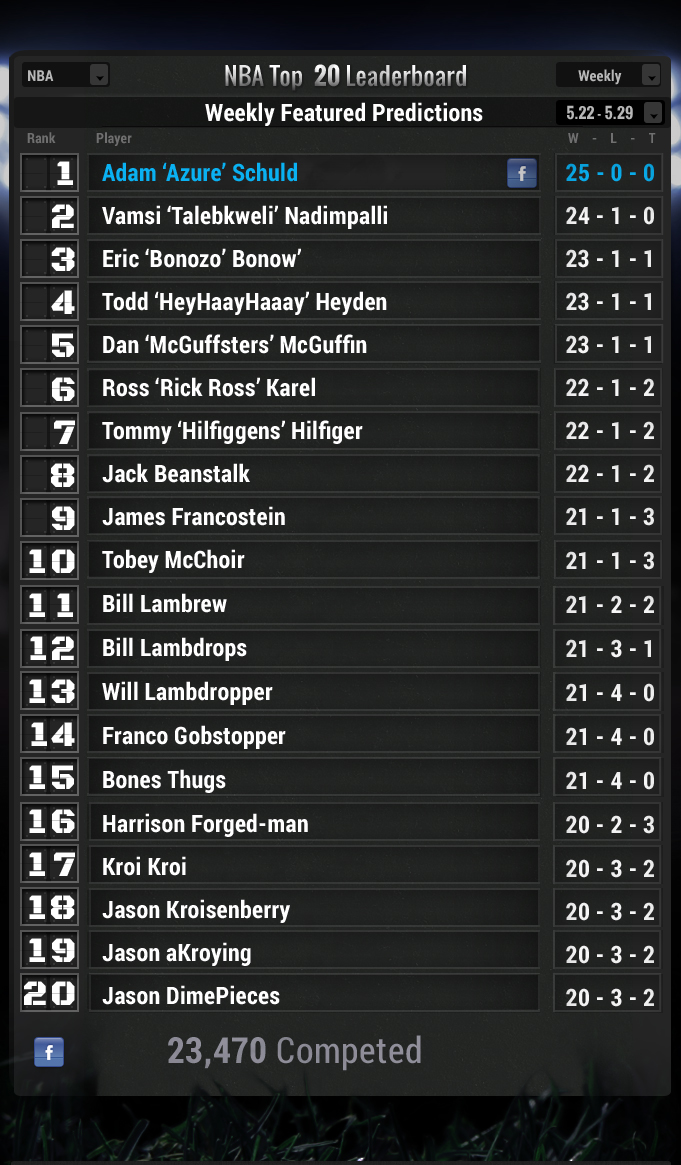 NBA NBA Top 20 Leaderboard Weekly
Weekly Featured Predictions 5.22 - 5.29
Rank Player W - L - T
1 Adam ‘Azure’ Schuld f 25 - 0 - 0
2 Vamsi ‘Talebkweli’ Nadimpalli 24 - 1 - 0
3 Eric ‘Bonozo’ Bonow’ 23 - 1 - 1
4 Todd ‘HeyHaayHaaay’ Heyden 23 - 1 - 1
5 Dan ‘McGuffsters’ McGuffin 23 - 1 - 1
6 Ross ‘Rick Ross’ Karel 22 - 1 - 2
7 Tommy ‘Hilfiggens’ Hilfiger 22 - 1 - 2
8 Jack Beanstalk 22 - 1 - 2
9 James Francostein 21 - 1 - 3
10 Tobey McChoir 21 - 1 - 3
11 Bill Lambrew 21 - 2 - 2
12 Bill Lambdrops 21 - 3 - 1
13 Will Lambdropper 21 - 4 - 0
14 Franco Gobstopper 21 - 4 - 0
15 Bones Thugs 21 - 4 - 0
16 Harrison Forged-man 20 - 2 - 3
17 Kroi Kroi 20 - 3 - 2
18 Jason Kroisenberry 20 - 3 - 2
19 Jason aKroying 20 - 3 - 2
20 Jason DimePieces 20 - 3 - 2
f 23,470 Competed